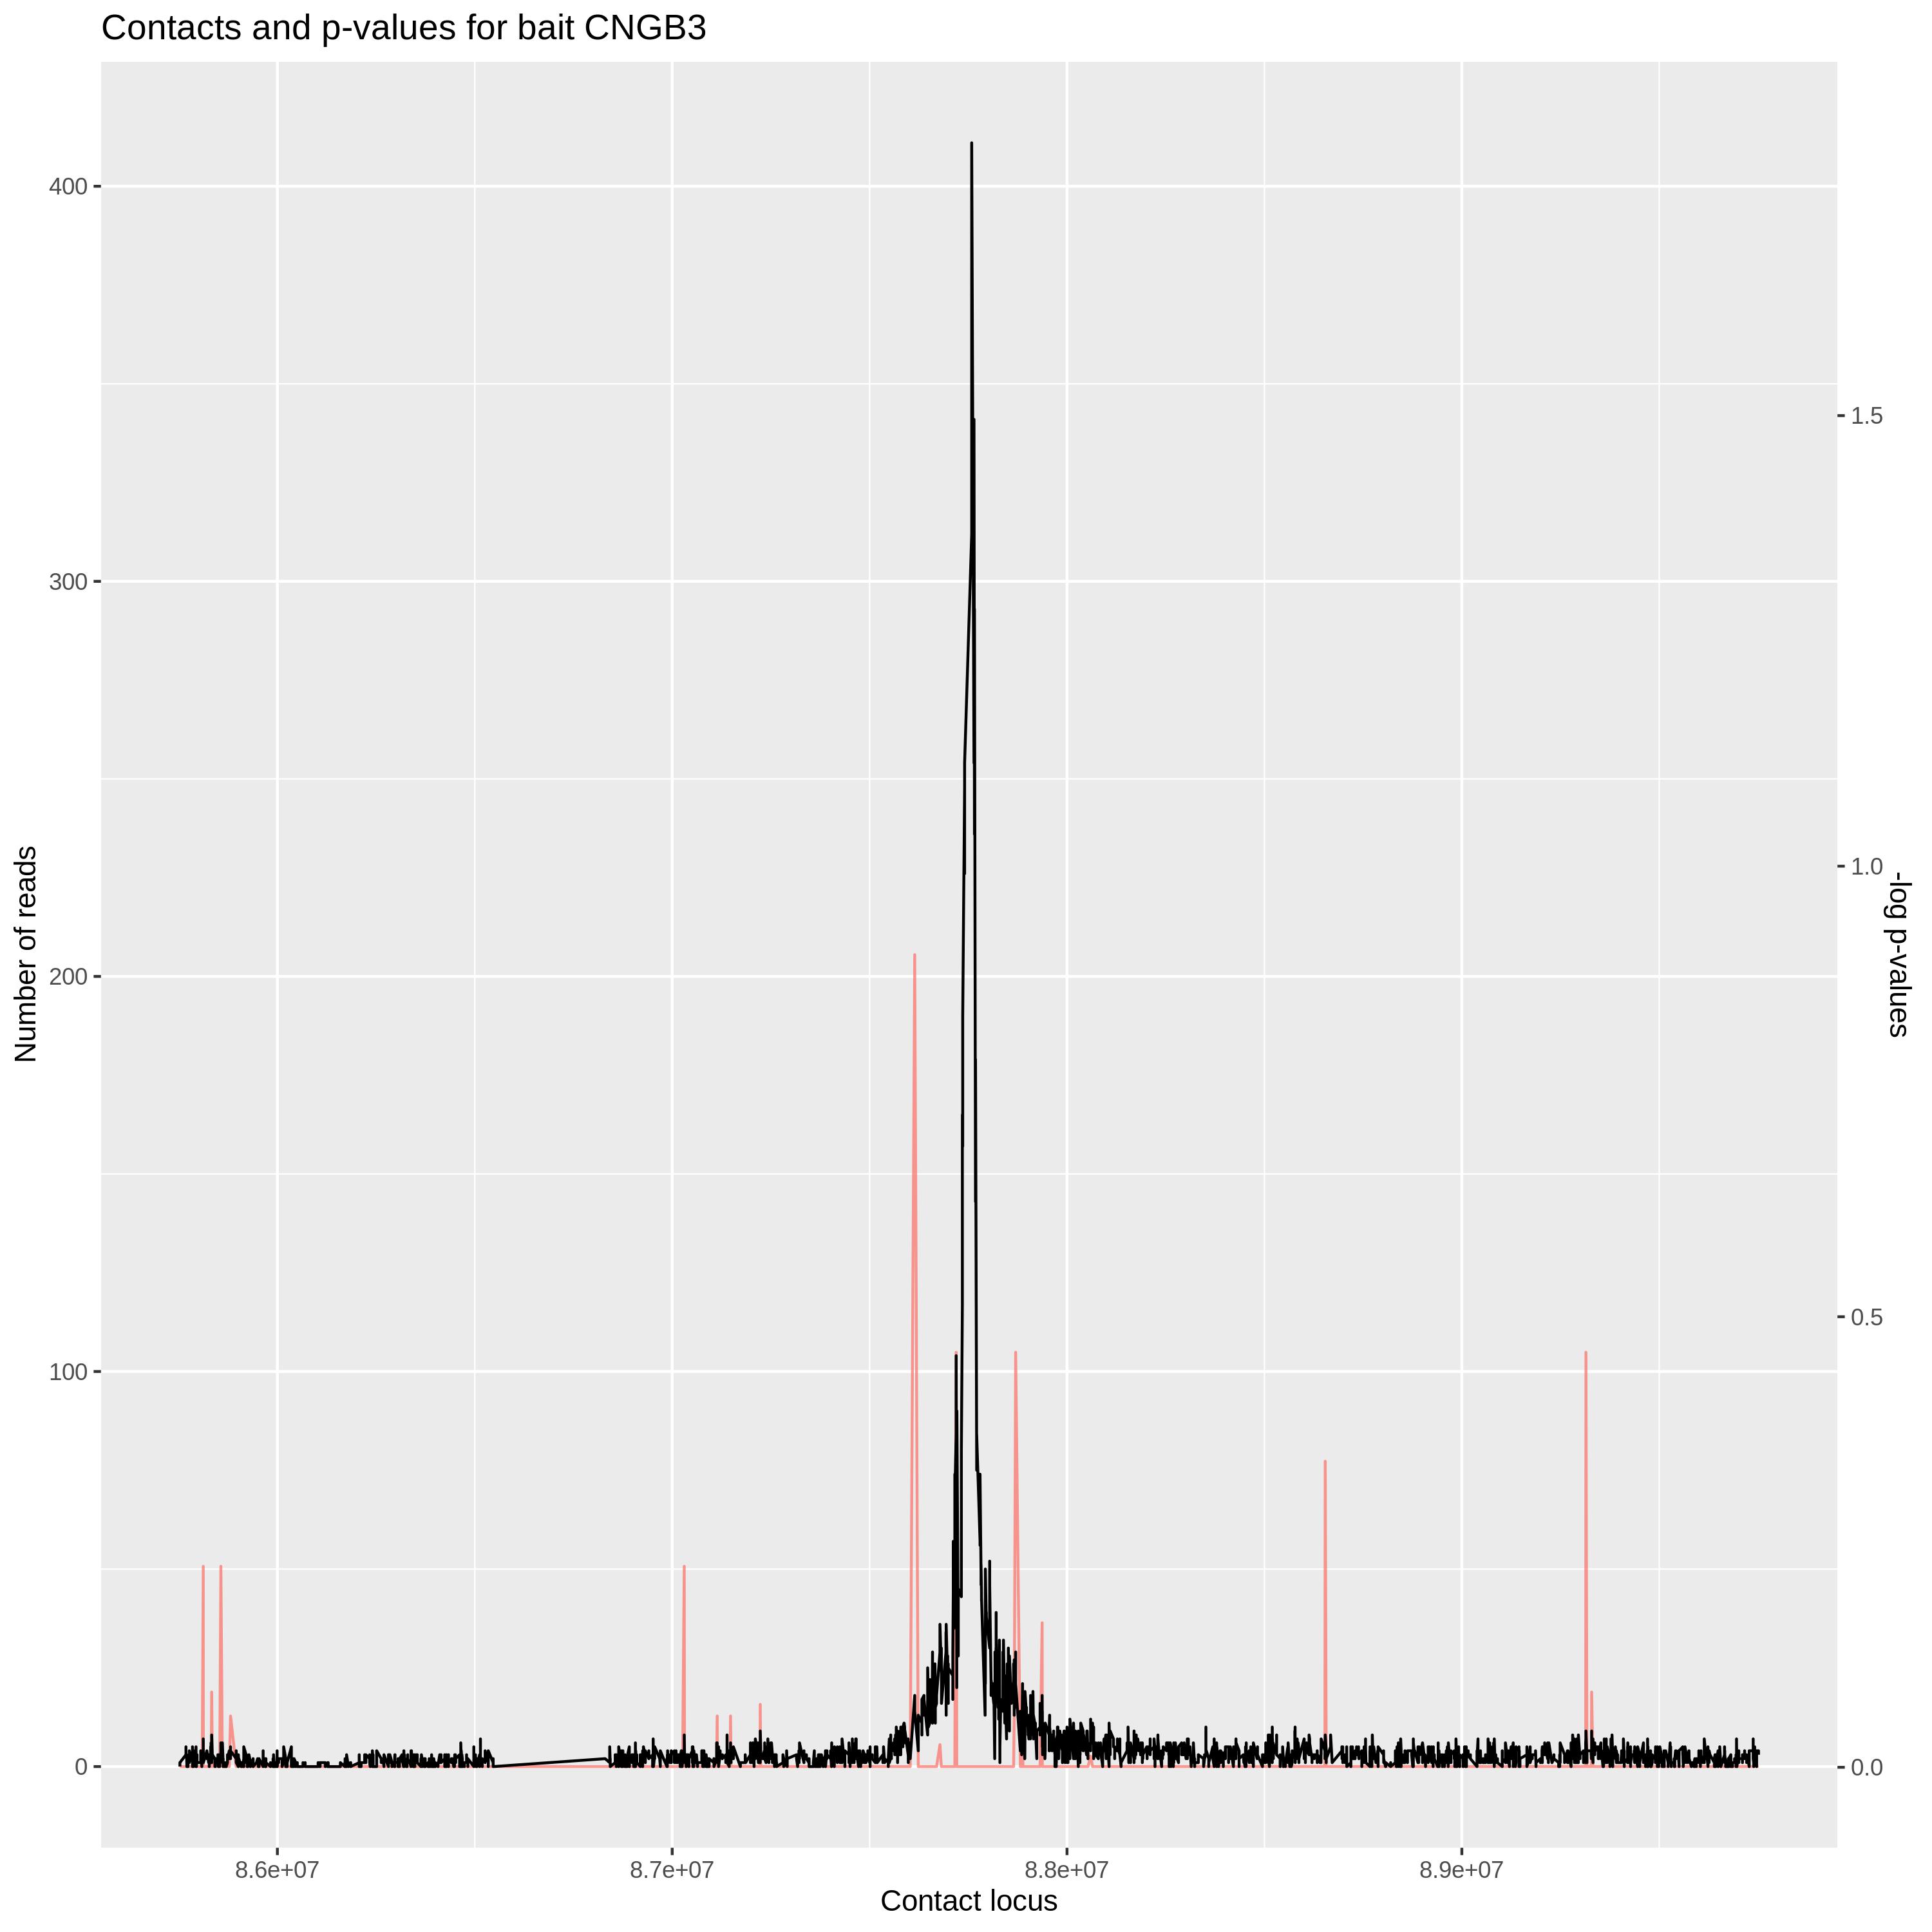 Contacts and p-values for bait CNGB3
400
300
200
100
0
Number of reads
1.5
1.0
0.5
0.0
-log p-values
8.6e+07
8.7e+07
8.8e+07
8.9e+07
Contact locus